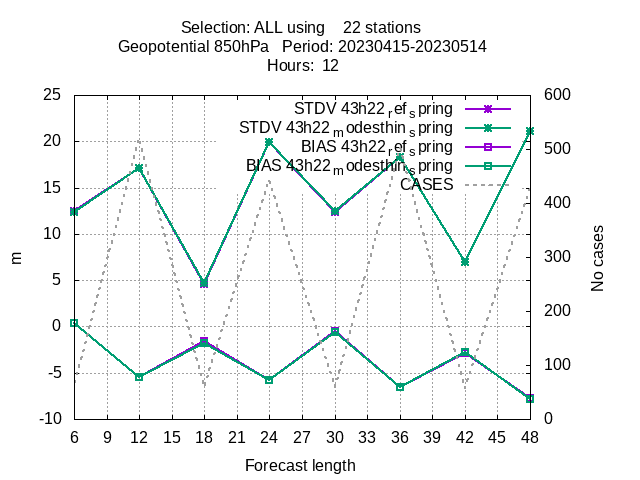 Selection: ALL using 22 stations
Geopotential 850hPa Period: 20230415-20230514
Hours: 12
25
20
15
10
5
0
-5
-10
m
STDV 43h22_ref_spring
STDV 43h22_modesthin_spring
BIAS 43h22_ref_spring
BIAS 43h22_modesthin_spring
CASES
600
500
400
300
200
100
0
No cases
6 9 12 15 18 21 24 27 30 33 36 39 42 45 48
Forecast length